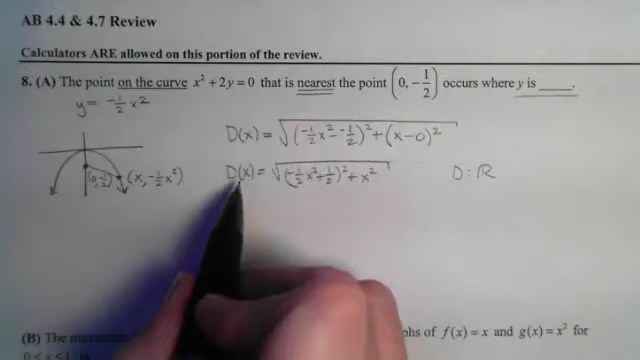 AB 4.4 & 4.7 Review
Calculators ARE allowed on this portion of the review.
8. (A) The point on the curve x² + 2y = 0 that is nearest the point (0, -1/2) occurs where y is _____.
y = -1/2 x²
D(x) = √((-1/2 x² - -1/2)² + (x-0)²)
(0,-1/2) (x, -1/2 x²)
D(x) = √((-1/2 x² + 1/2)² + x²) D: ℝ
(B) The phs of f(x) = x and g(x) = x² for